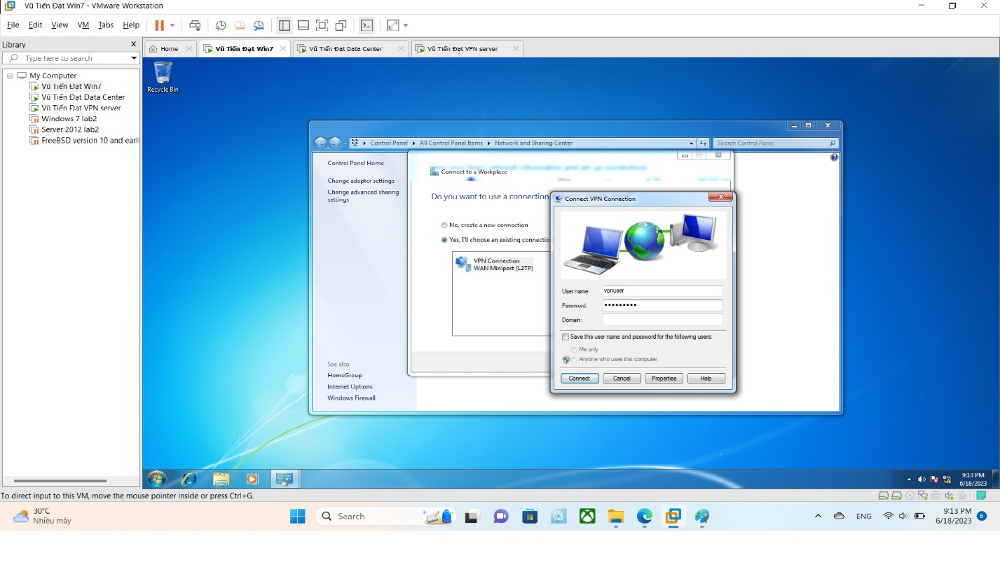 Vũ Tiến Đạt Win7 - VMware Workstation
File Edit View VM Tabs Help
Library X
Home
Vũ Tiến Đạt Win7
Vũ Tiến Đạt Data Center
Vũ Tiến Đạt VPN server
Type here to search
My Computer
Vũ Tiến Đạt Win7
Vũ Tiến Đạt Data Center
Vũ Tiến Đạt VPN server
Windows 7 lab2
Server 2012 lab2
FreeBSD version 10 and earli
Recycle Bin
Control Panel All Control Panel Items Network and Sharing Center
Search Control Panel
Control Panel Home
Change adapter settings
Change advanced sharing
settings
See also
HomeGroup
Internet Options
Windows Firewall
Connect to a Workplace
Do you want to use a connection
No, create a new connection
Yes, I'll choose an existing connectio
VPN Connection
WAN Miniport (L2TP)
Connect VPN Connection
User name: vpnuser
Password: •••••••••
Domain:
Save this user name and password for the following users:
Me only
Anyone who uses this computer
Connect Cancel Properties Help
9:13 PM
6/18/2023
To direct input to this VM, move the mouse pointer inside or press Ctrl+G.
30°C
Nhiều mây
Search
ENG
9:13 PM
6/18/2023
6